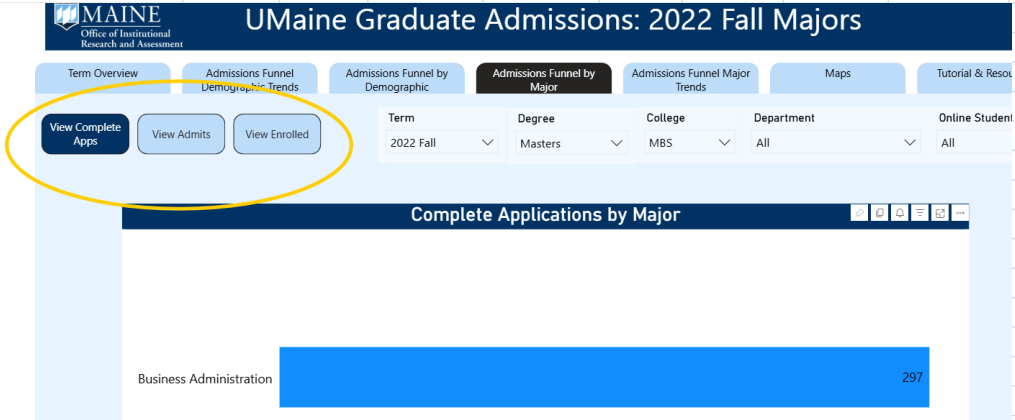 MAINE
Office of Institutional
Research and Assessment
UMaine Graduate Admissions: 2022 Fall Majors
Term Overview
Admissions Funnel
Demographic Trends
Admissions Funnel by
Demographic
Admissions Funnel by
Major
Admissions Funnel Major
Trends
Maps
Tutorial & Resou
View Complete
Apps
View Admits
View Enrolled
Term
2022 Fall
Degree
Masters
College
MBS
Department
All
Online Student
All
Complete Applications by Major
Business Administration
297